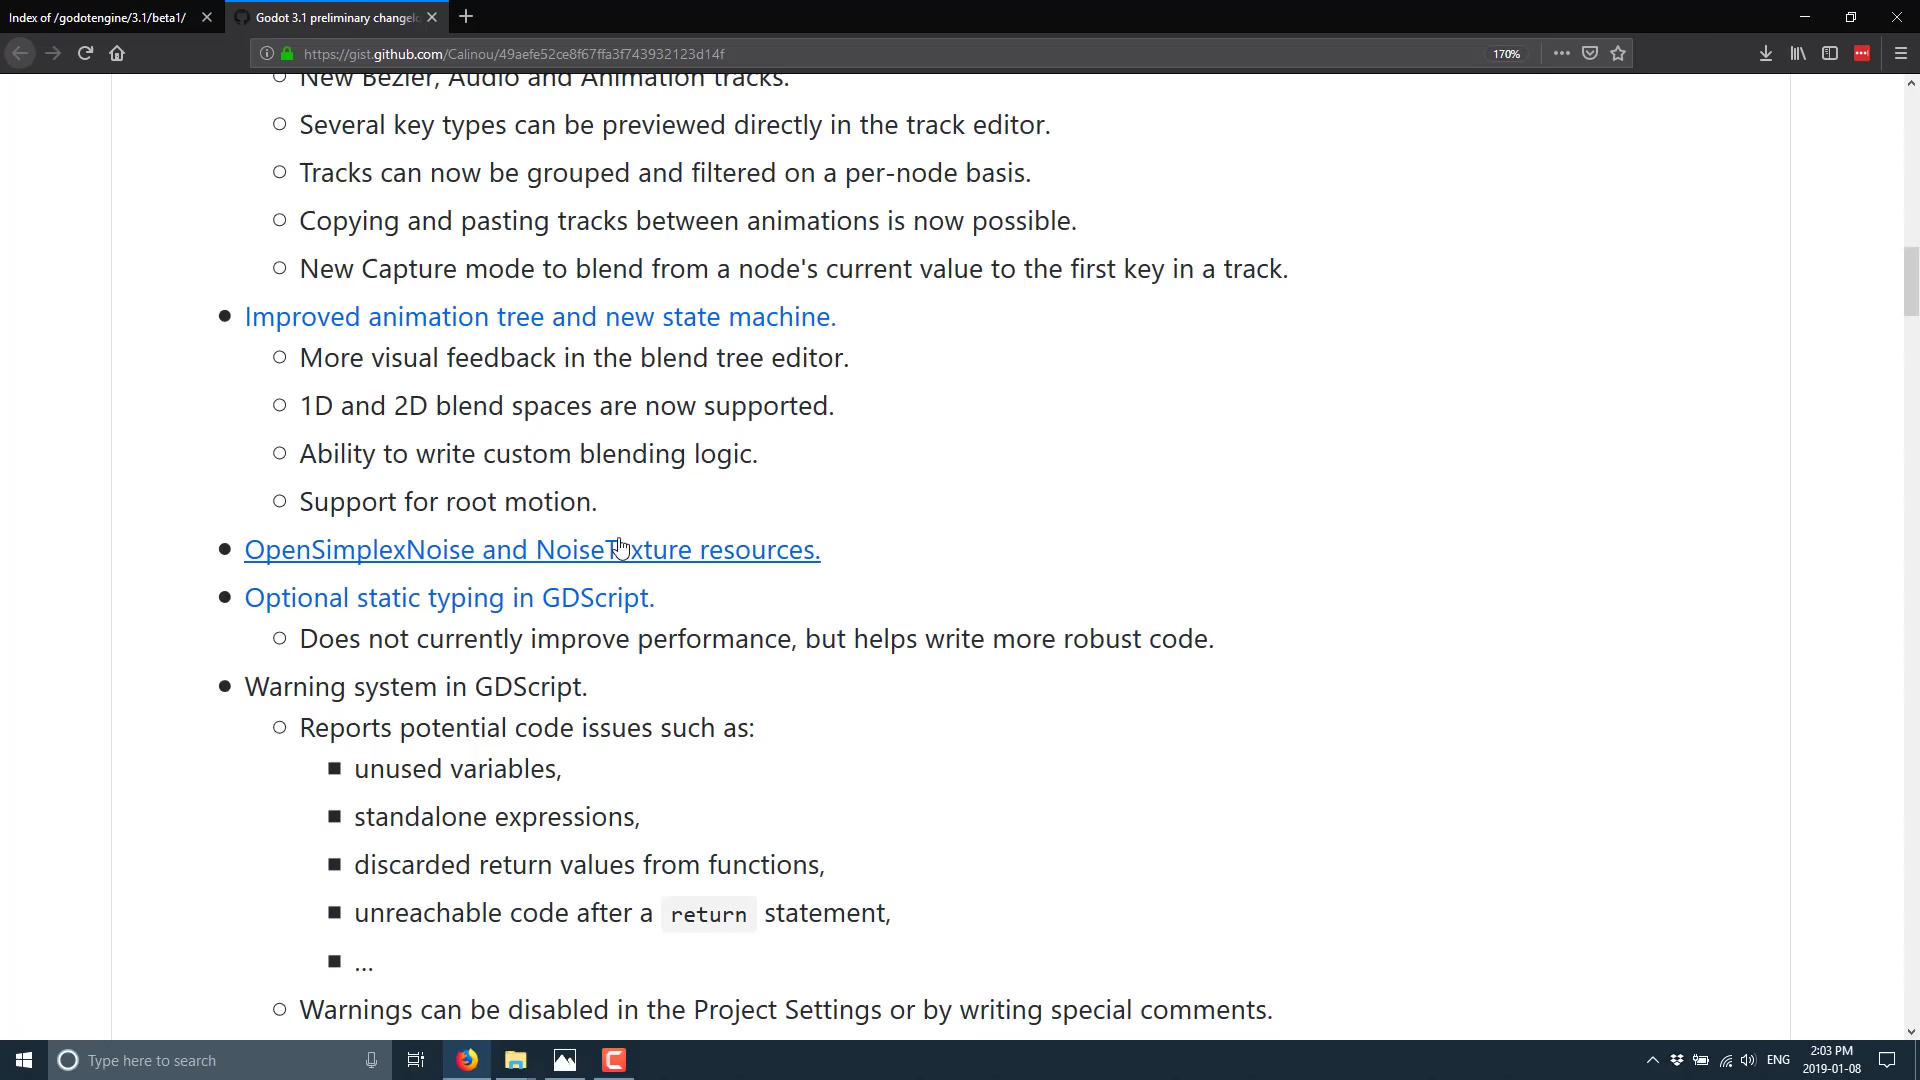 Index of /godotengine/3.1/beta1/
Godot 3.1 preliminary changel
https://gist.github.com/Calinou/49aefe52ce8f67ffa3f743932123d14f
170%
New Bezier, Audio and Animation tracks.
Several key types can be previewed directly in the track editor.
Tracks can now be grouped and filtered on a per-node basis.
Copying and pasting tracks between animations is now possible.
New Capture mode to blend from a node's current value to the first key in a track.
Improved animation tree and new state machine.
More visual feedback in the blend tree editor.
1D and 2D blend spaces are now supported.
Ability to write custom blending logic.
Support for root motion.
OpenSimplexNoise and NoiseTexture resources.
Optional static typing in GDScript.
Does not currently improve performance, but helps write more robust code.
Warning system in GDScript.
Reports potential code issues such as:
unused variables,
standalone expressions,
discarded return values from functions,
unreachable code after a return statement,
...
Warnings can be disabled in the Project Settings or by writing special comments.
Type here to search
ENG
2:03 PM
2019-01-08